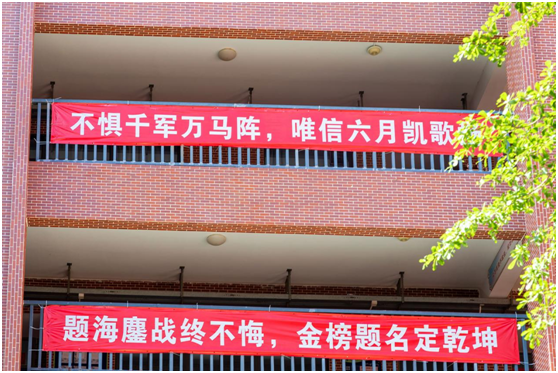 不惧千军万马阵，唯信六月凯歌
题海鏖战终不悔，金榜题名定乾坤